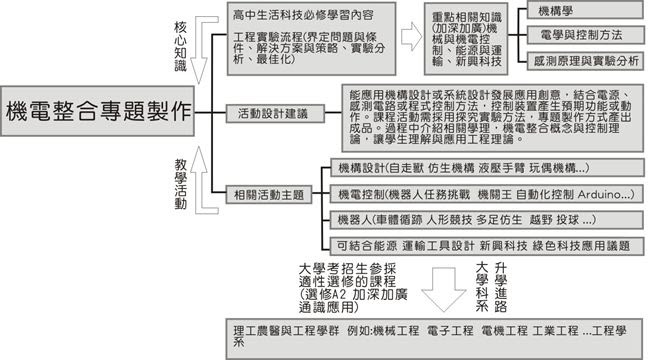 核心知識
高中生活科技必修學習內容
工程實驗流程(界定問題與條
件、解決方案與策略、實驗分
析、最佳化)
重點相關知識
(加深加廣)機
械與機電控
制、能源與運
輸、新興科技
機構學
電學與控制方法
感測原理與實驗分析
機電整合專題製作
活動設計建議
能應用機構設計或系統設計發展應用創意，結合電源、
感測電路或程式控制方法，控制裝置產生預期功能或動
作。課程活動需採用探究實驗方法，專題製作方式產出
成品。過程中介紹相關學理，機電整合概念與控制理
論，讓學生理解與應用工程理論。
教學活動
相關活動主題
機構設計(自走獸 仿生機構 液壓手臂 玩偶機構...)
機電控制(機器人任務挑戰 機關王 自動化控制 Arduino...)
機器人(車體循跡 人形競技 多足仿生 越野 投球 ...)
可結合能源 運輸工具設計 新興科技 綠色科技應用議題
大學考招生參採
適性選修的課程
(選修A2 加深加廣
通識應用)
升學進路
大學科系
理工農醫與工程學群 例如:機械工程 電子工程 電機工程 工業工程 ...工程學
系